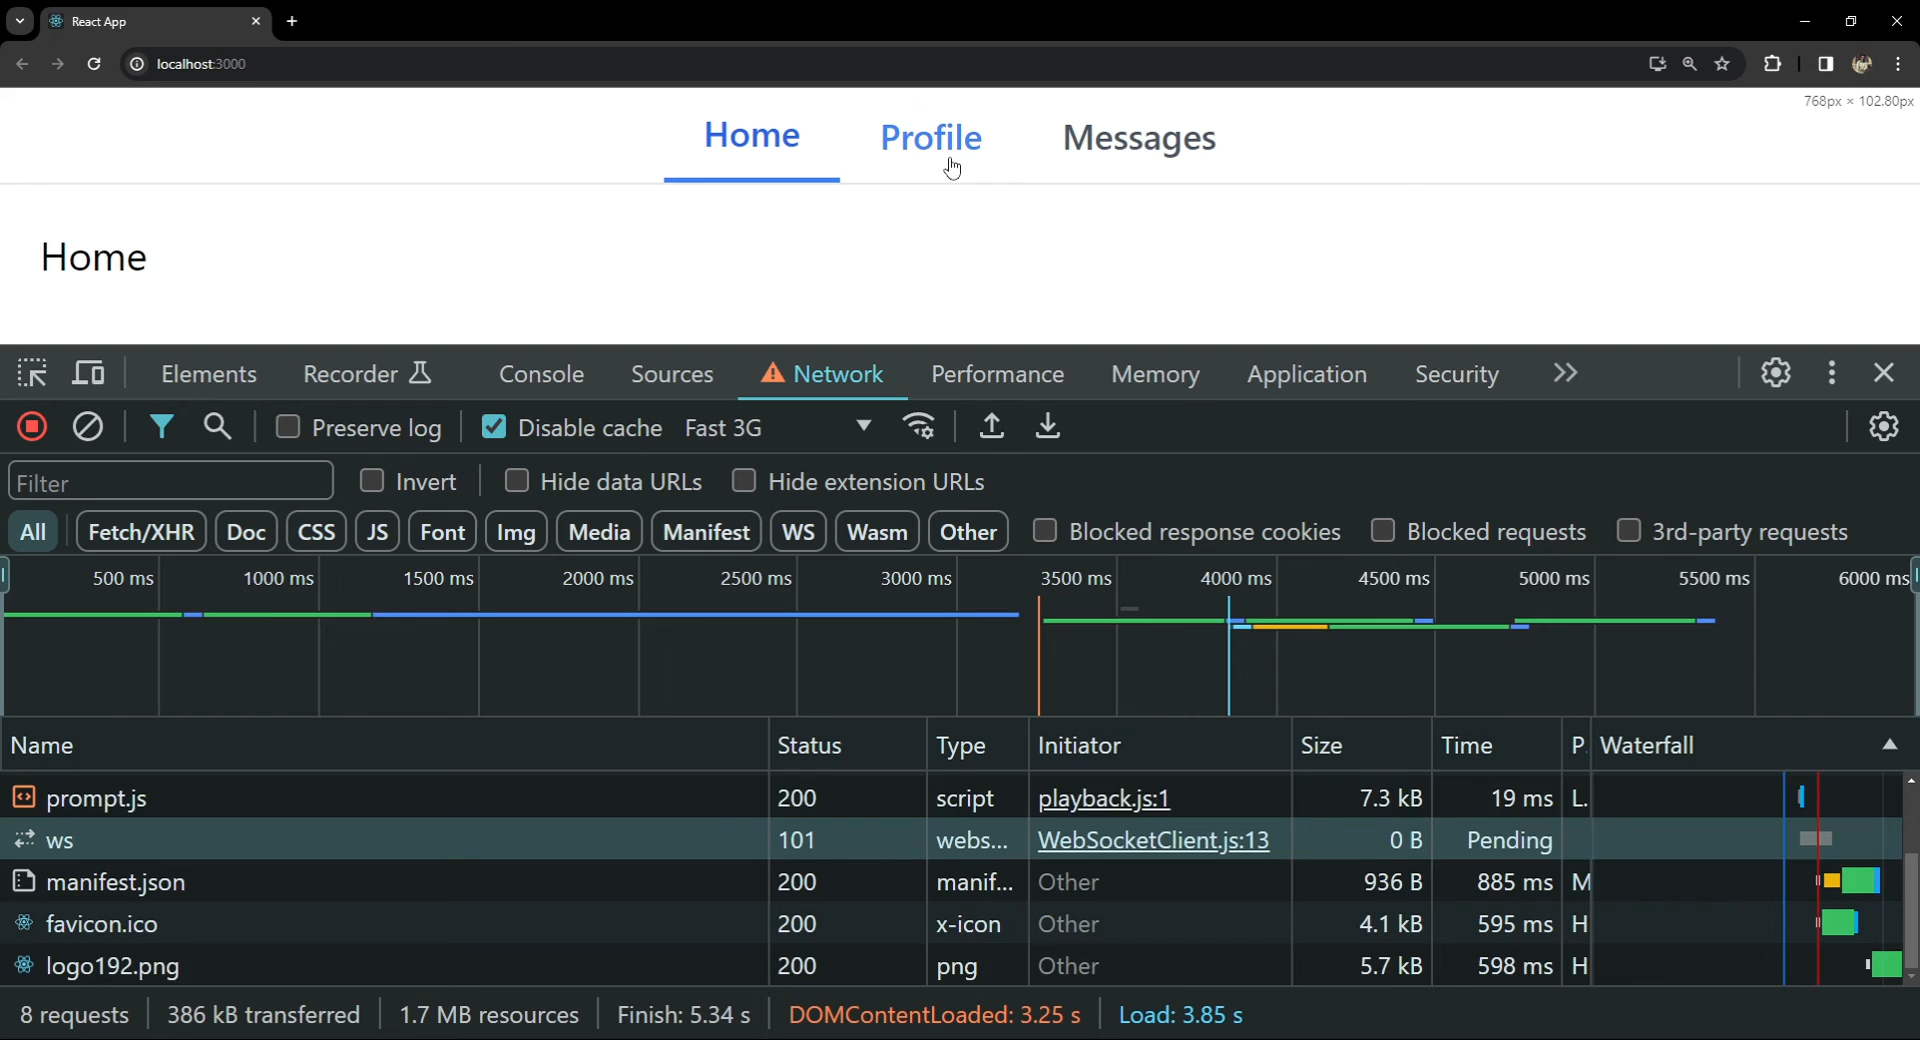 React App
localhost:3000
768px × 102.80px
Home Profile Messages
Home
Elements Recorder Console Sources Network Performance Memory Application Security
Preserve log Disable cache Fast 3G
Filter Invert Hide data URLs Hide extension URLs
All Fetch/XHR Doc CSS JS Font Img Media Manifest WS Wasm Other Blocked response cookies Blocked requests 3rd-party requests
500 ms 1000 ms 1500 ms 2000 ms 2500 ms 3000 ms 3500 ms 4000 ms 4500 ms 5000 ms 5500 ms 6000 ms
Name Status Type Initiator Size Time P. Waterfall
prompt.js 200 script playback.js:1 7.3 kB 19 ms L.
ws 101 webs... WebSocketClient.js:13 0 B Pending
manifest.json 200 manif... Other 936 B 885 ms M
favicon.ico 200 x-icon Other 4.1 kB 595 ms H
logo192.png 200 png Other 5.7 kB 598 ms H
8 requests 386 kB transferred 1.7 MB resources Finish: 5.34 s DOMContentLoaded: 3.25 s Load: 3.85 s